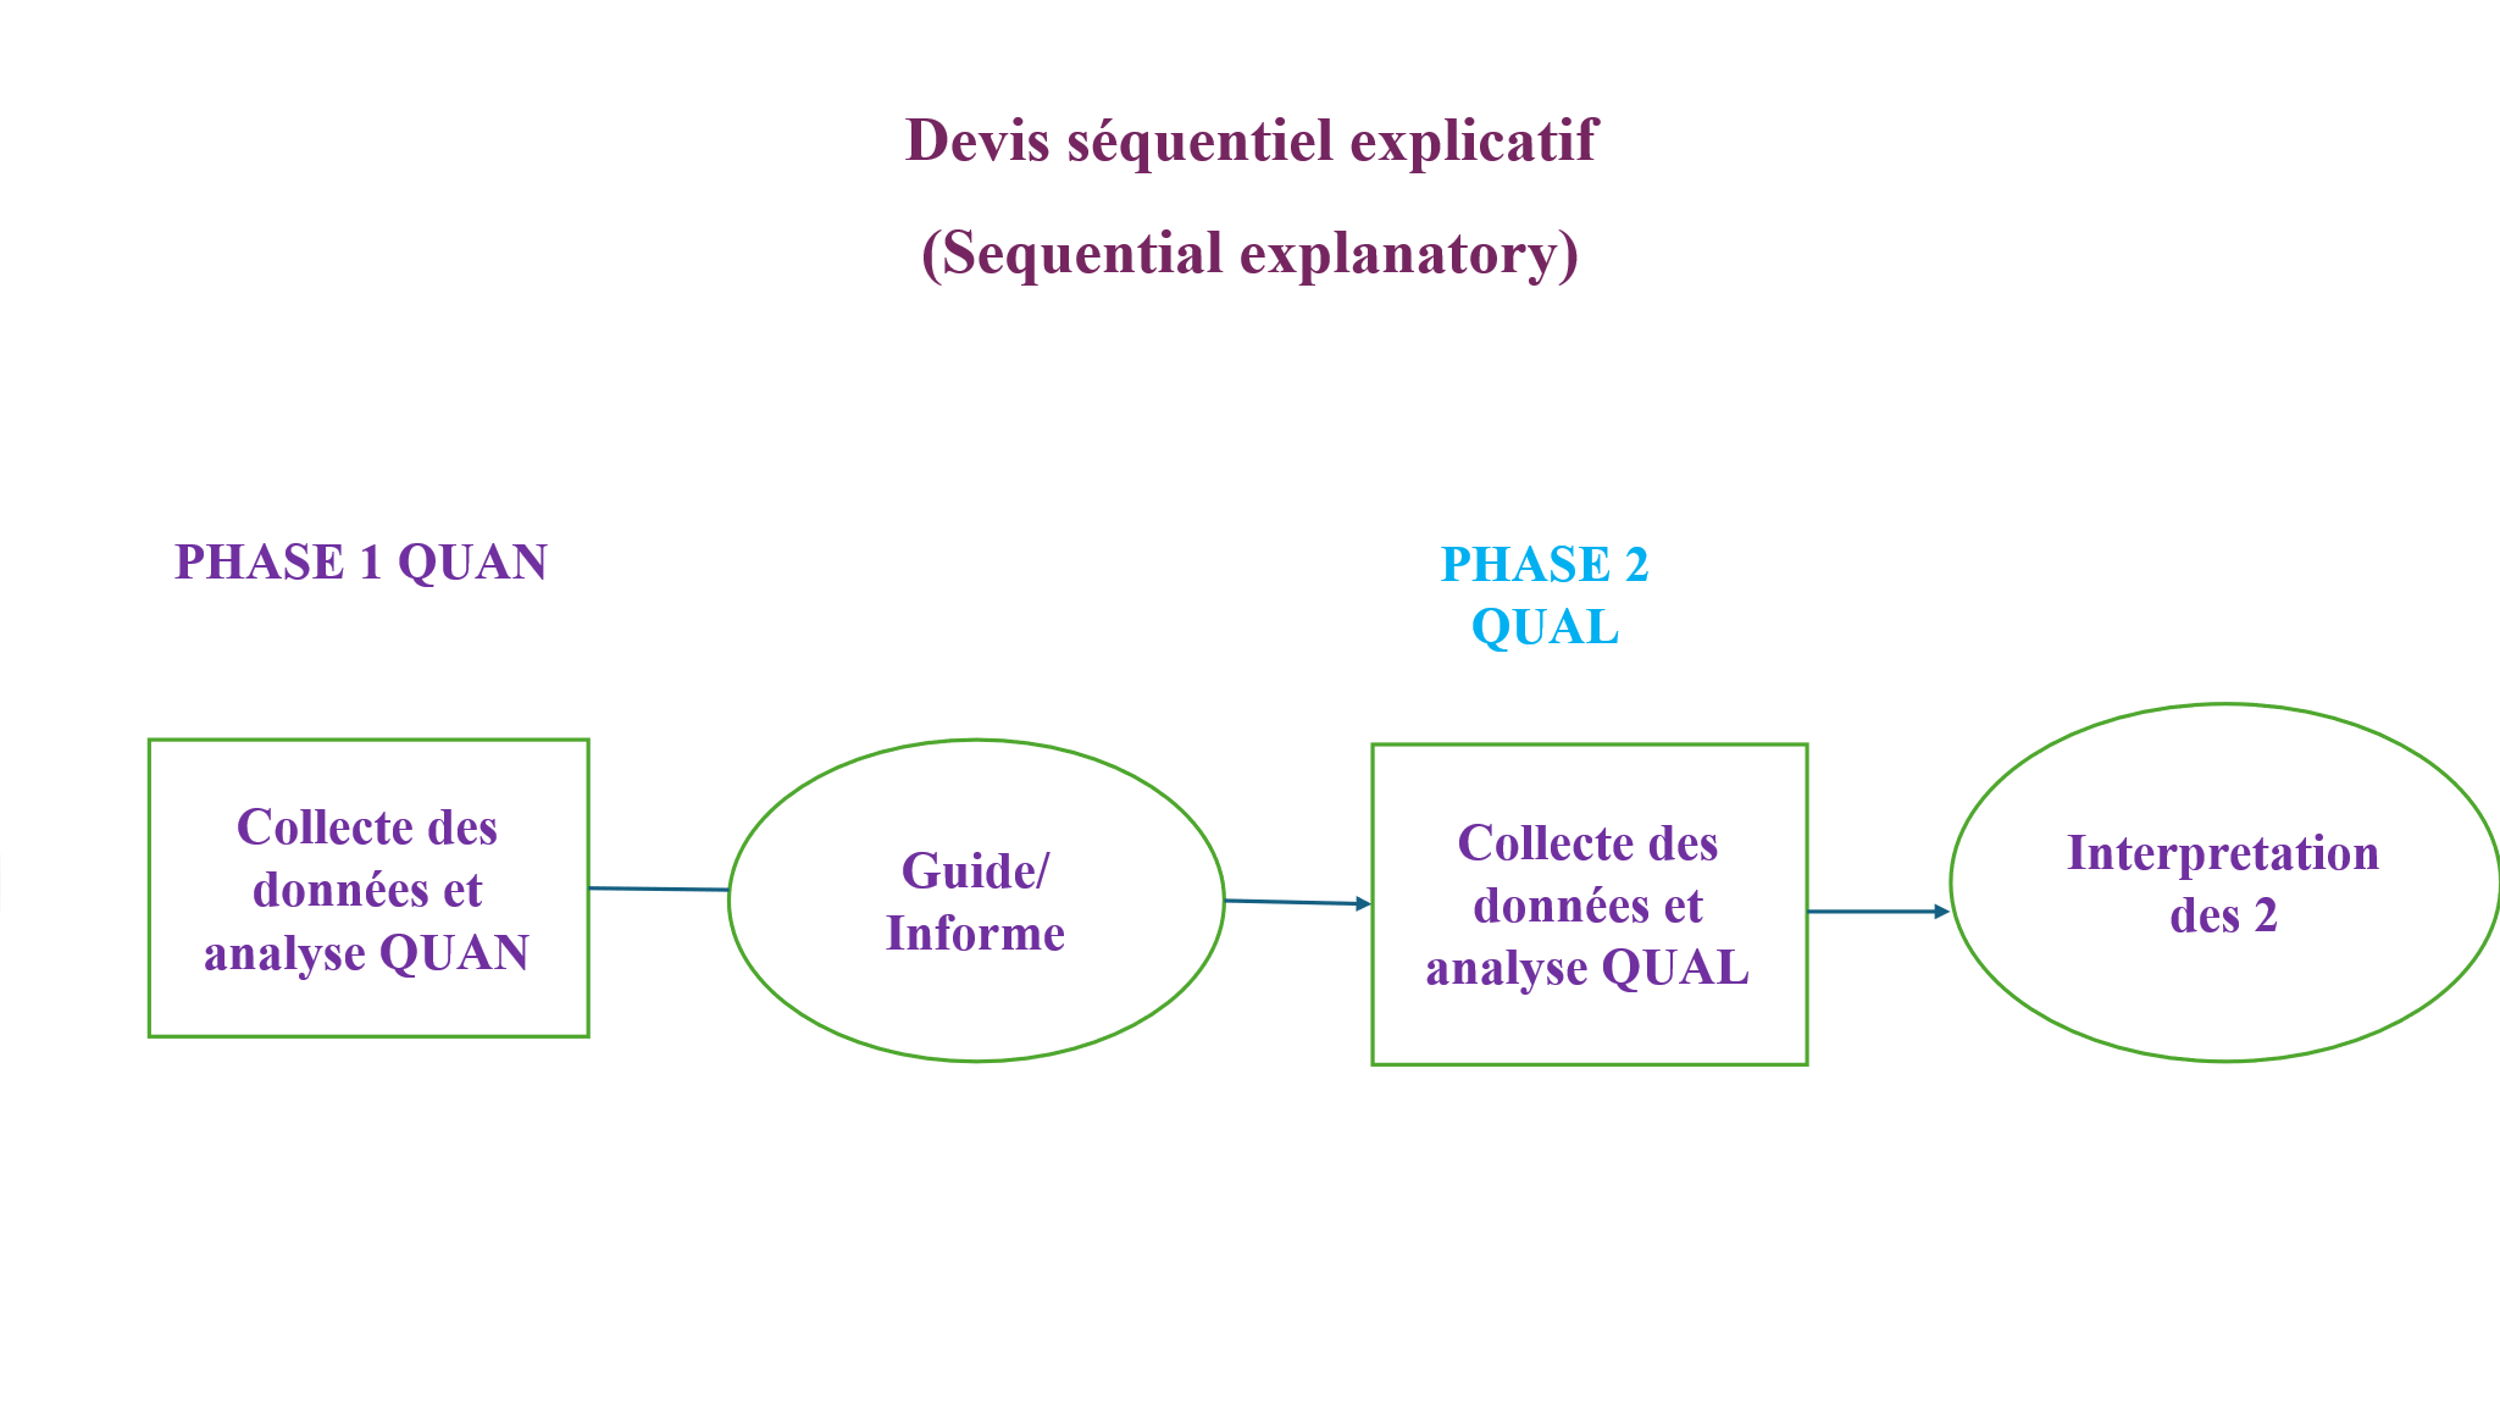 Devis séquentiel explicatif
(Sequential explanatory)
PHASE 1 QUAN
PHASE 2
QUAL
Collecte des
données et
analyse QUAN
Guide/
Informe
Collecte des
données et
analyse QUAL
Interpretation
des 2